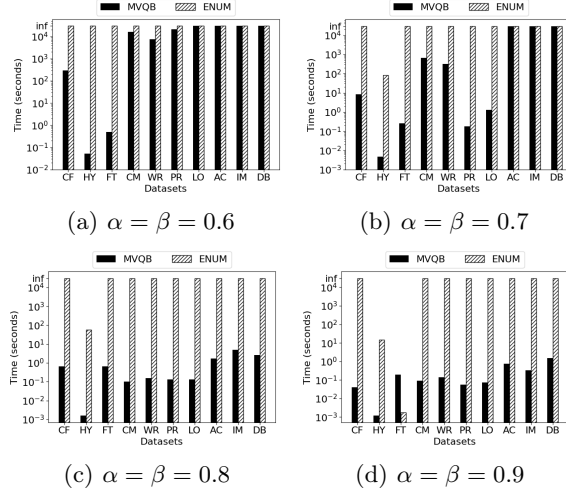 MVQB ENUM
Time (seconds)
inf
10^4
10^3
10^2
10^1
10^0
10^-1
10^-2
CF HY FT CM WR PR LO AC IM DB
Datasets
(a) α = β = 0.6
MVQB ENUM
Time (seconds)
inf
10^4
10^3
10^2
10^1
10^0
10^-1
10^-2
10^-3
CF HY FT CM WR PR LO AC IM DB
Datasets
(b) α = β = 0.7
MVQB ENUM
Time (seconds)
inf
10^4
10^3
10^2
10^1
10^0
10^-1
10^-2
10^-3
CF HY FT CM WR PR LO AC IM DB
Datasets
(c) α = β = 0.8
MVQB ENUM
Time (seconds)
inf
10^4
10^3
10^2
10^1
10^0
10^-1
10^-2
10^-3
CF HY FT CM WR PR LO AC IM DB
Datasets
(d) α = β = 0.9